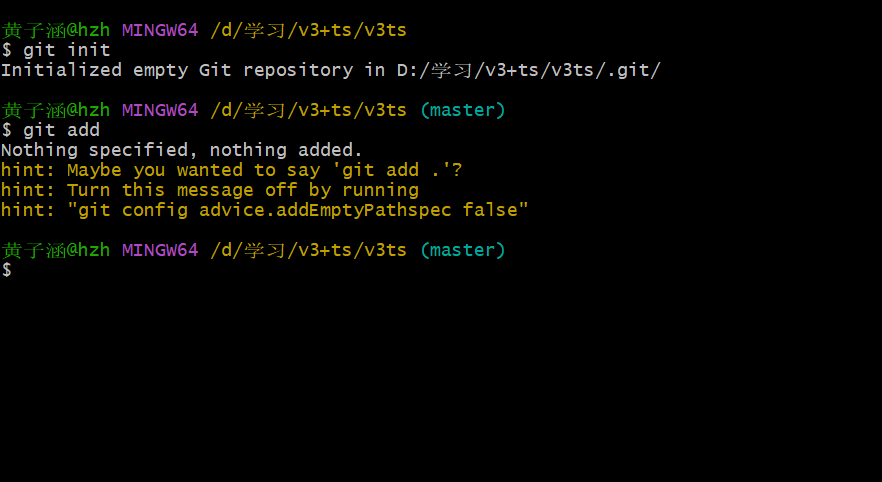 黄子涵@hzh MINGW64 /d/学习/v3+ts/v3ts
$ git init
Initialized empty Git repository in D:/学习/v3+ts/v3ts/.git/
黄子涵@hzh MINGW64 /d/学习/v3+ts/v3ts (master)
$ git add
Nothing specified, nothing added.
hint: Maybe you wanted to say 'git add .'?
hint: Turn this message off by running
hint: "git config advice.addEmptyPathspec false"
黄子涵@hzh MINGW64 /d/学习/v3+ts/v3ts (master)
$